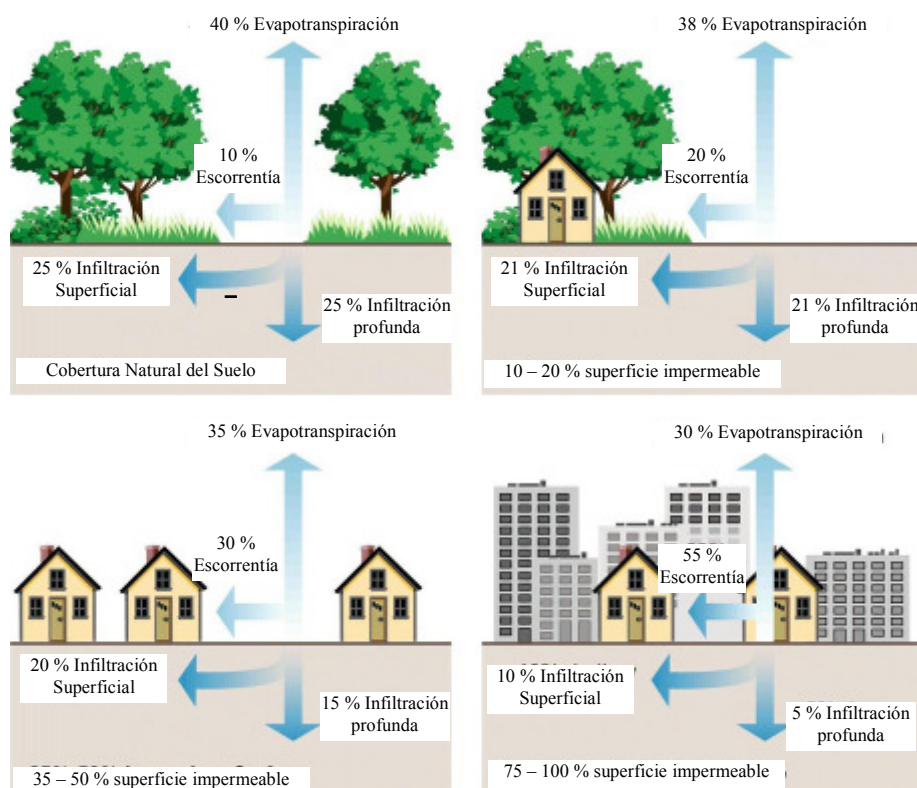 40 % Evapotranspiración
10 %
Escorrentía
25 % Infiltración
Superficial
25 % Infiltración
profunda
Cobertura Natural del Suelo
38 % Evapotranspiración
20 %
Escorrentía
21 % Infiltración
Superficial
21 % Infiltración
profunda
10 – 20 % superficie impermeable
35 % Evapotranspiración
30 %
Escorrentía
20 % Infiltración
Superficial
15 % Infiltración
profunda
35 – 50 % superficie impermeable
30 % Evapotranspiración
55 %
Escorrentía
10 % Infiltración
Superficial
5 % Infiltración
profunda
75 – 100 % superficie impermeable